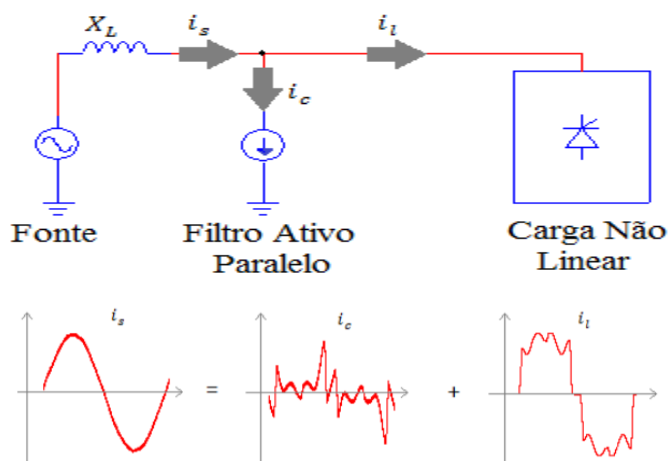 X_L i_s i_l
i_c
Fonte Filtro Ativo Carga Não
Paralelo Linear
i_s i_c i_l
= +